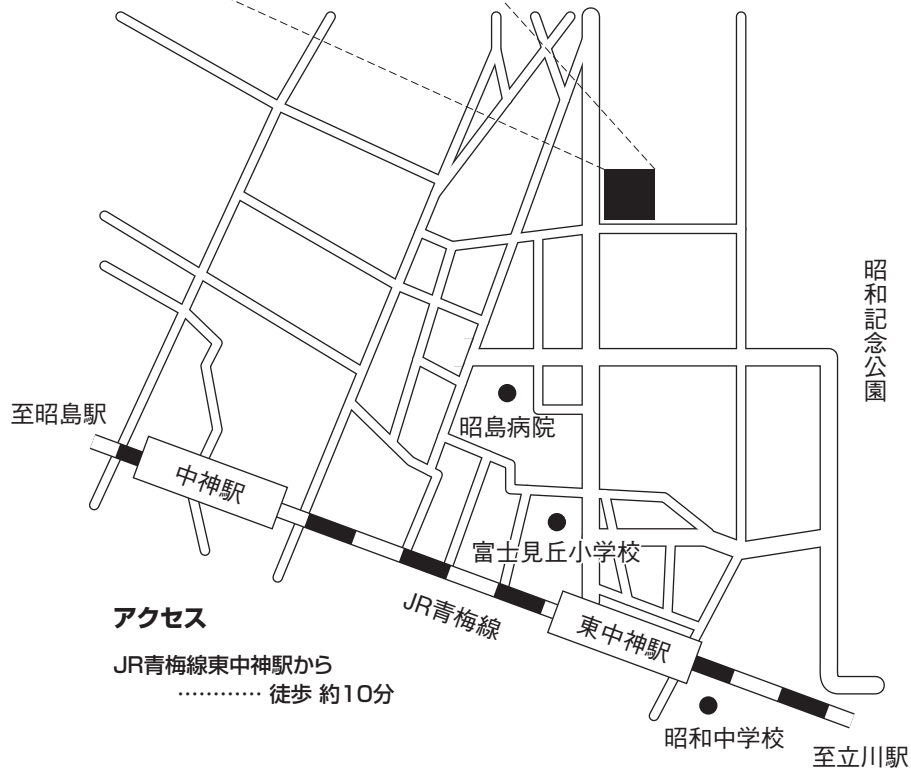 昭和記念公園
至昭島駅
昭島病院
中神駅
富士見丘小学校
JR青梅線
東中神駅
アクセス
JR青梅線東中神駅から
………… 徒歩 約10分
昭和中学校
至立川駅